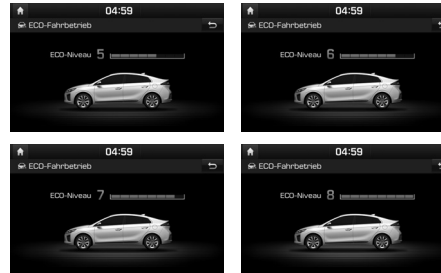 04:59
ECO-Fahrbetrieb
ECO-Niveau 5
04:59
ECO-Fahrbetrieb
ECO-Niveau 6
04:59
ECO-Fahrbetrieb
ECO-Niveau 7
04:59
ECO-Fahrbetrieb
ECO-Niveau 8